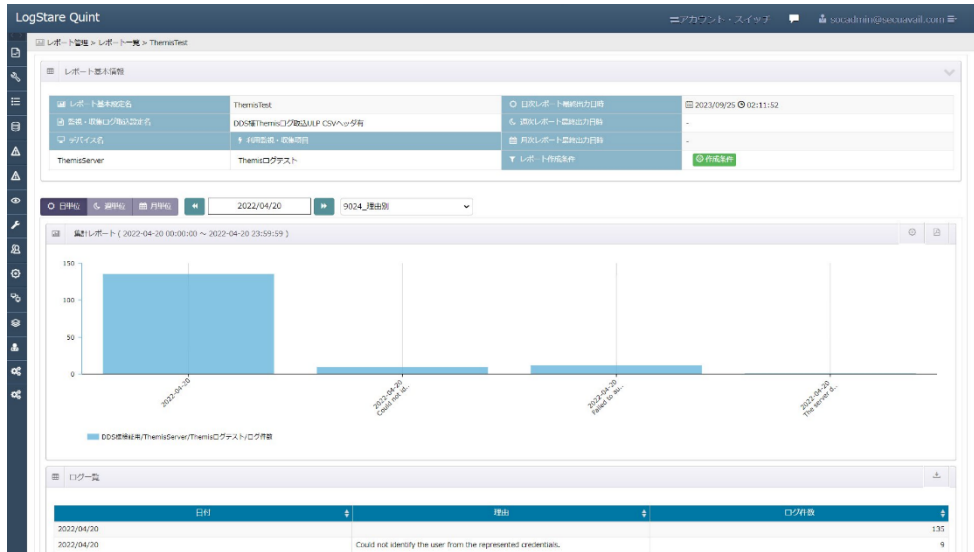 LogStare Quint
アカウント・スイッチ
socadmin@secuavail.com
レポート管理 > レポート一覧 > ThemisTest
レポート基本情報
レポート基本設定名
ThemisTest
日次レポート最終出力日時
2023/09/25 02:11:52
監視・収集ログ取込設定名
DDS様Themisログ取込ULP CSVヘッダ有
週次レポート最終出力日時
-
デバイス名
利用監視・収集項目
月次レポート最終出力日時
-
ThemisServer
Themisログテスト
レポート作成条件
作成条件
日単位
週単位
月単位
2022/04/20
9024_理由別
集計レポート ( 2022-04-20 00:00:00 ～ 2022-04-20 23:59:59 )
150
100
50
0
2022-04-20
2022-04-20
Could not id..
2022-04-20
Failed to au..
2022-04-20
The server d..
DDS様接続用/ThemisServer/Themisログテスト/ログ件数
ログ一覧
日付
理由
ログ件数
2022/04/20
135
2022/04/20
Could not identify the user from the represented credentials.
9